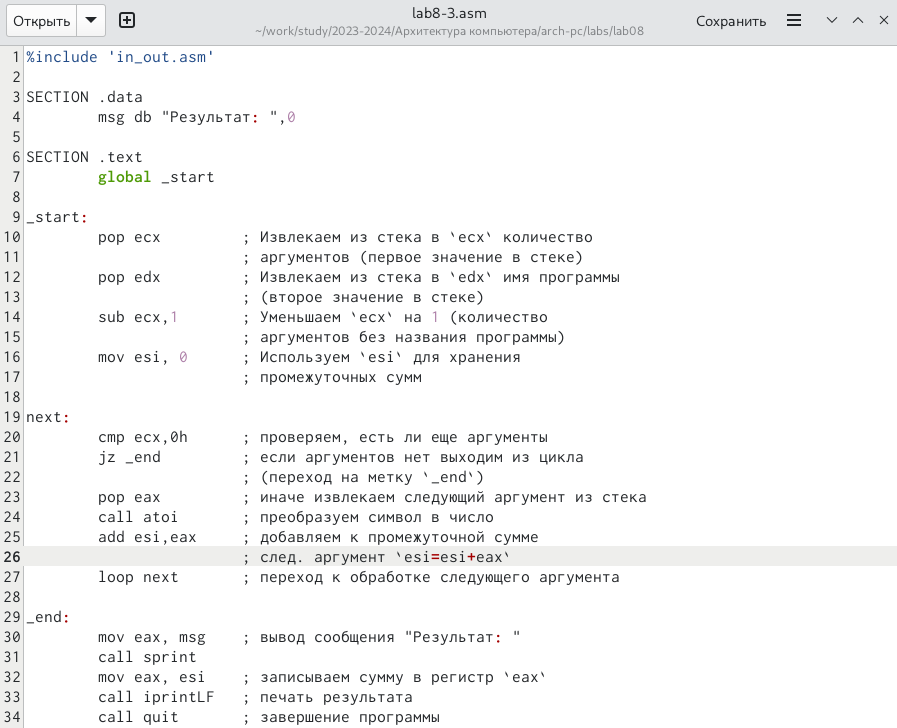 Открыть
lab8-3.asm
~/work/study/2023-2024/Архитектура компьютера/arch-pc/labs/lab08
Сохранить
1 %include 'in_out.asm'
2
3 SECTION .data
4 msg db "Результат: ",0
5
6 SECTION .text
7 global _start
8
9 _start:
10 pop ecx ; Извлекаем из стека в `ecx` количество
11 ; аргументов (первое значение в стеке)
12 pop edx ; Извлекаем из стека в `edx` имя программы
13 ; (второе значение в стеке)
14 sub ecx,1 ; Уменьшаем `ecx` на 1 (количество
15 ; аргументов без названия программы)
16 mov esi, 0 ; Используем `esi` для хранения
17 ; промежуточных сумм
18
19 next:
20 cmp ecx,0h ; проверяем, есть ли еще аргументы
21 jz _end ; если аргументов нет выходим из цикла
22 ; (переход на метку `_end`)
23 pop eax ; иначе извлекаем следующий аргумент из стека
24 call atoi ; преобразуем символ в число
25 add esi,eax ; добавляем к промежуточной сумме
26 ; след. аргумент `esi=esi+eax`
27 loop next ; переход к обработке следующего аргумента
28
29 _end:
30 mov eax, msg ; вывод сообщения "Результат: "
31 call sprint
32 mov eax, esi ; записываем сумму в регистр `eax`
33 call iprintLF ; печать результата
34 call quit ; завершение программы